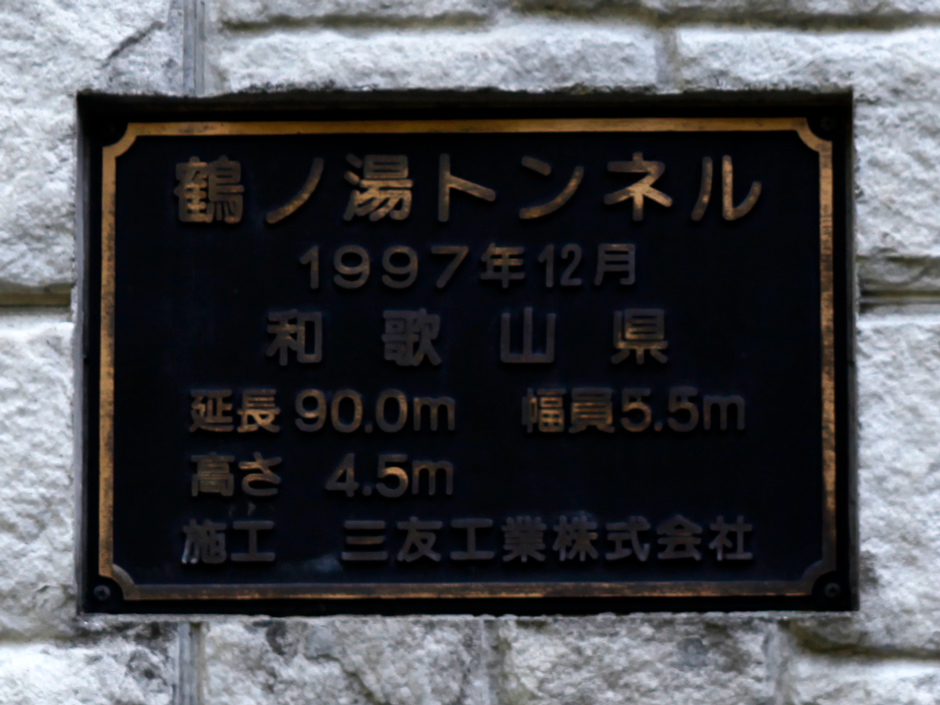 鶴ノ湯トンネル
1997年12月
和歌山県
延長90.0m 幅員5.5m
高さ 4.5m
施工 三友工業株式会社